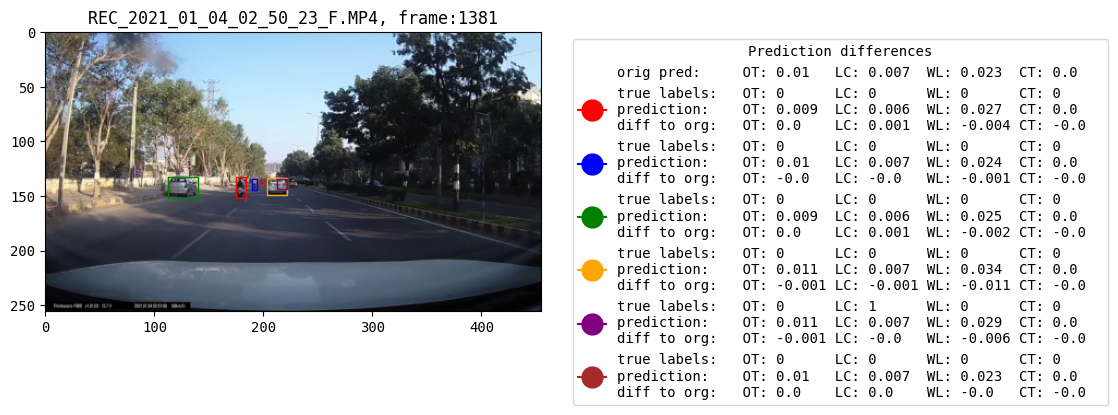 REC_2021_01_04_02_50_23_F.MP4, frame:1381
0
50
100
150
200
250
0 100 200 300 400
Prediction differences
orig pred: OT: 0.01 LC: 0.007 WL: 0.023 CT: 0.0
true labels: OT: 0 LC: 0 WL: 0 CT: 0
prediction: OT: 0.009 LC: 0.006 WL: 0.027 CT: 0.0
diff to org: OT: 0.0 LC: 0.001 WL: -0.004 CT: -0.0
true labels: OT: 0 LC: 0 WL: 0 CT: 0
prediction: OT: 0.01 LC: 0.007 WL: 0.024 CT: 0.0
diff to org: OT: -0.0 LC: -0.0 WL: -0.001 CT: -0.0
true labels: OT: 0 LC: 0 WL: 0 CT: 0
prediction: OT: 0.009 LC: 0.006 WL: 0.025 CT: 0.0
diff to org: OT: 0.0 LC: 0.001 WL: -0.002 CT: -0.0
true labels: OT: 0 LC: 0 WL: 0 CT: 0
prediction: OT: 0.011 LC: 0.007 WL: 0.034 CT: 0.0
diff to org: OT: -0.001 LC: -0.001 WL: -0.011 CT: -0.0
true labels: OT: 0 LC: 1 WL: 0 CT: 0
prediction: OT: 0.011 LC: 0.007 WL: 0.029 CT: 0.0
diff to org: OT: -0.001 LC: -0.0 WL: -0.006 CT: -0.0
true labels: OT: 0 LC: 0 WL: 0 CT: 0
prediction: OT: 0.01 LC: 0.007 WL: 0.023 CT: 0.0
diff to org: OT: 0.0 LC: 0.0 WL: -0.0 CT: -0.0